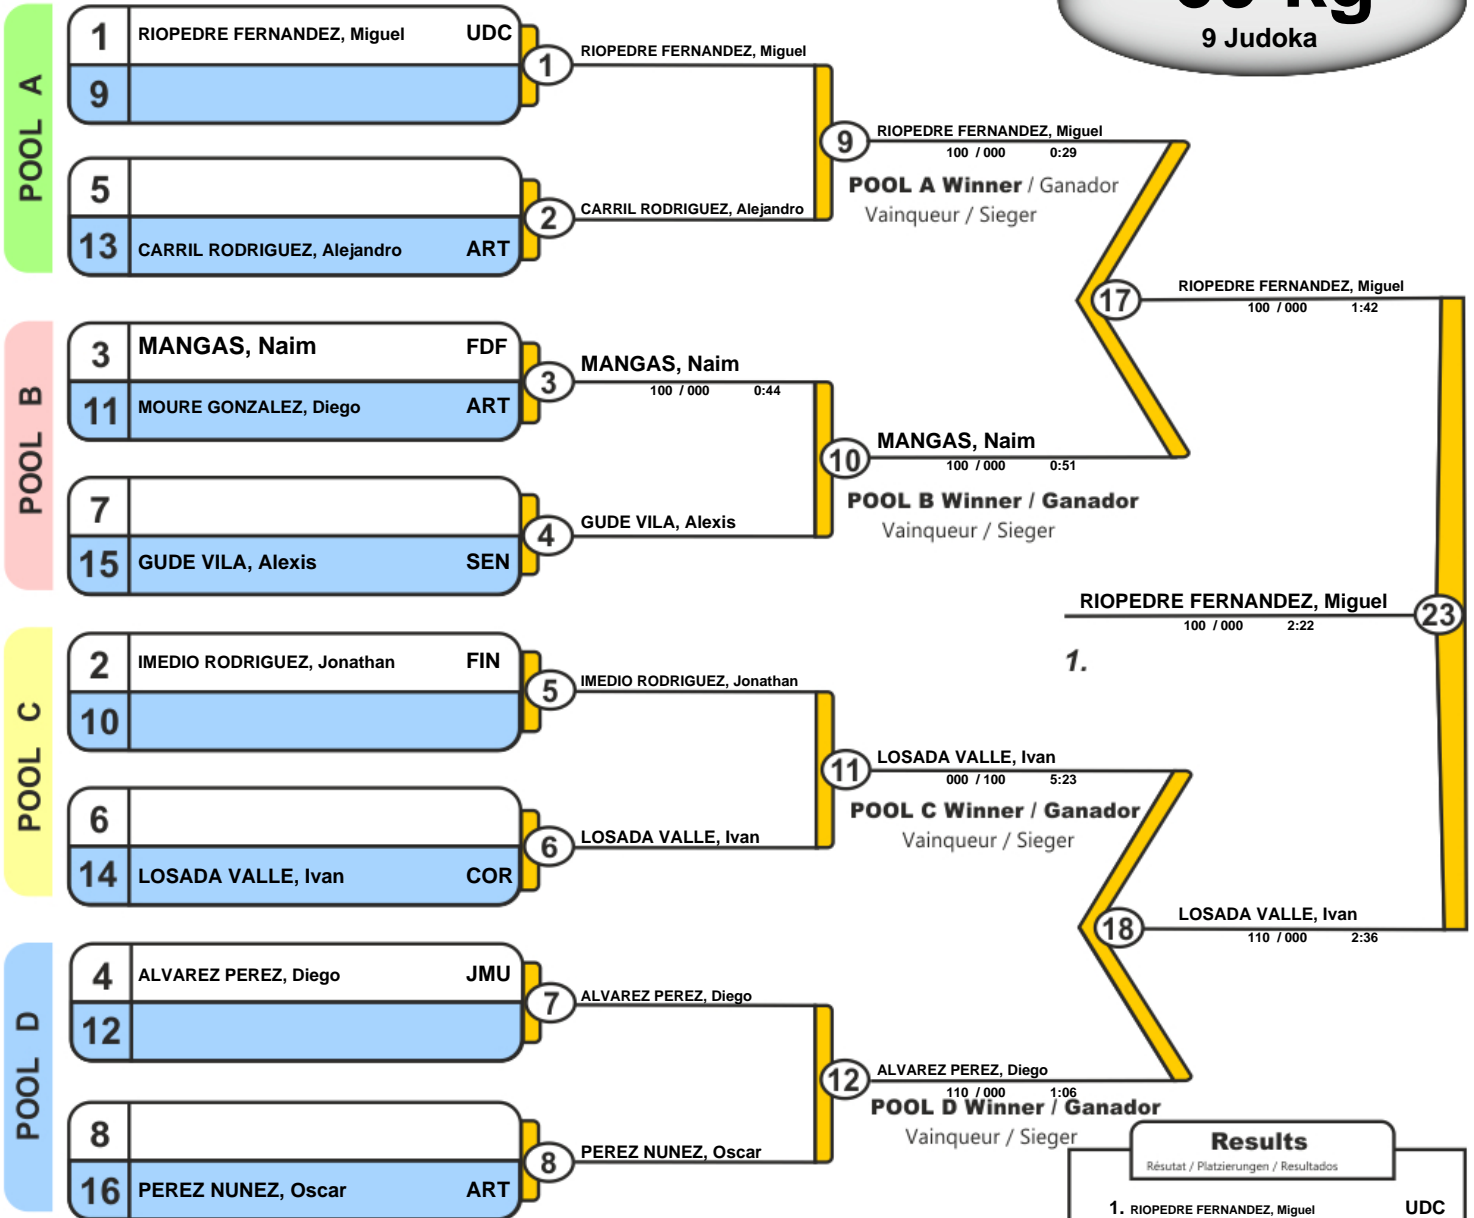 9 Judoka
POOL A
1 RIOPEDRE FERNANDEZ, Miguel UDC
9
1 RIOPEDRE FERNANDEZ, Miguel
5
13 CARRIL RODRIGUEZ, Alejandro ART
2 CARRIL RODRIGUEZ, Alejandro
9 RIOPEDRE FERNANDEZ, Miguel
100 / 000 0:29
POOL A Winner / Ganador
Vainqueur / Sieger
POOL B
3 MANGAS, Naim FDF
11 MOURE GONZALEZ, Diego ART
3 MANGAS, Naim
100 / 000 0:44
7
15 GUDE VILA, Alexis SEN
4 GUDE VILA, Alexis
10 MANGAS, Naim
100 / 000 0:51
POOL B Winner / Ganador
Vainqueur / Sieger
17 RIOPEDRE FERNANDEZ, Miguel
100 / 000 1:42
RIOPEDRE FERNANDEZ, Miguel 23
100 / 000 2:22
1.
POOL C
2 IMEDIO RODRIGUEZ, Jonathan FIN
10
5 IMEDIO RODRIGUEZ, Jonathan
6
14 LOSADA VALLE, Ivan COR
6 LOSADA VALLE, Ivan
11 LOSADA VALLE, Ivan
000 / 100 5:23
POOL C Winner / Ganador
Vainqueur / Sieger
POOL D
4 ALVAREZ PEREZ, Diego JMU
12
7 ALVAREZ PEREZ, Diego
8
16 PEREZ NUNEZ, Oscar ART
8 PEREZ NUNEZ, Oscar
12 ALVAREZ PEREZ, Diego
110 / 000 1:06
POOL D Winner / Ganador
Vainqueur / Sieger
18 LOSADA VALLE, Ivan
110 / 000 2:36
Results
Résutat / Platzierungen / Resultados
1. RIOPEDRE FERNANDEZ, Miguel UDC